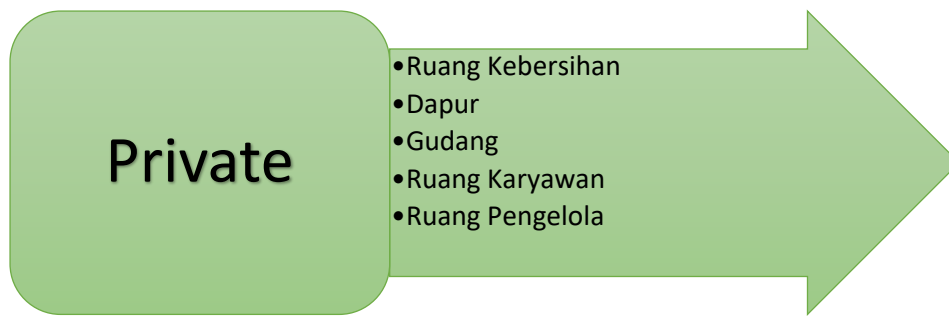 Private
•Ruang Kebersihan
•Dapur
•Gudang
•Ruang Karyawan
•Ruang Pengelola